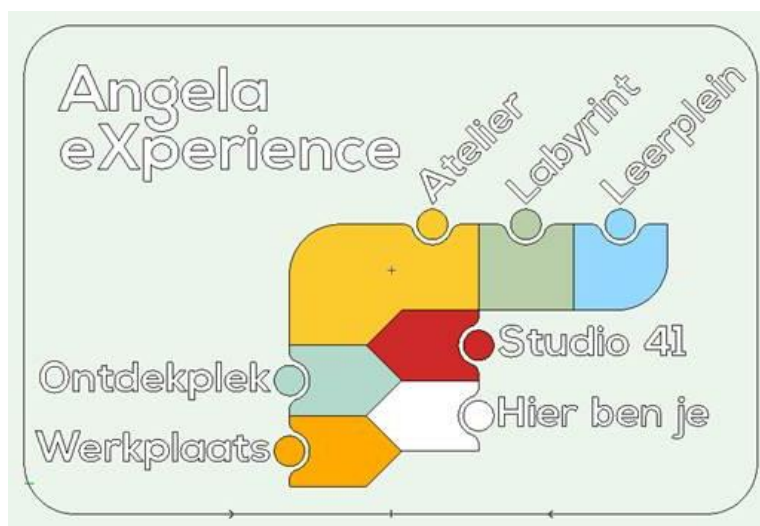 Angela
eXperience
Atelier
Labyrint
Leerplein
Studio 41
Ontdekplek
Hier ben je
Werkplaats